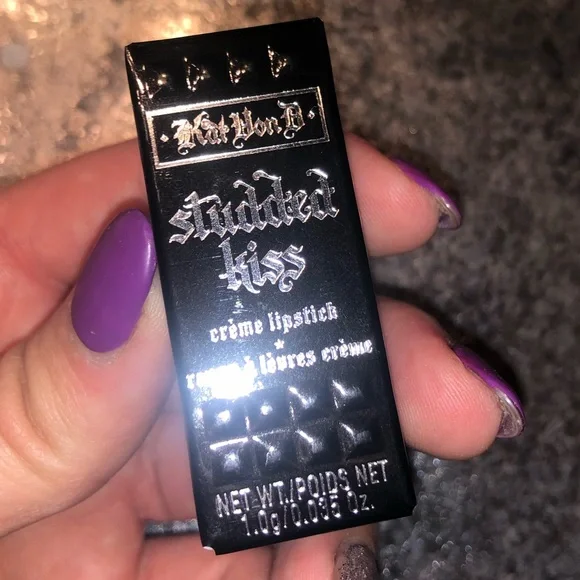 ·Kat Von D·
studded
kiss
crème lipstick
*
à lèvres crème
NET WT./POIDS NET
1.0g/0.035 Oz.